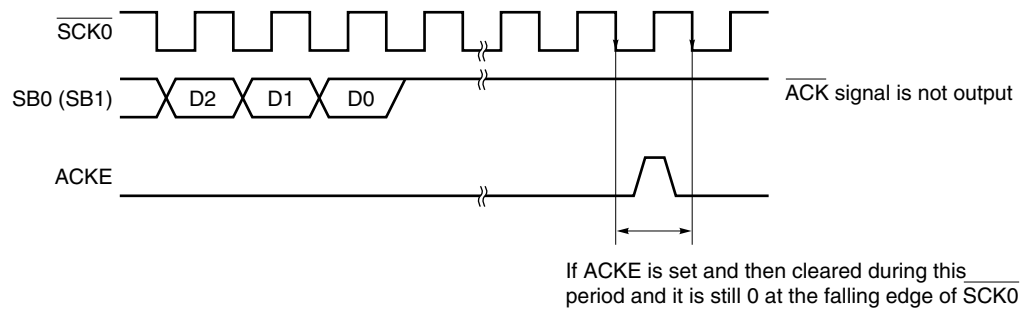 SCK0
SB0 (SB1)
D2
D1
D0
ACK signal is not output
ACKE
If ACKE is set and then cleared during this
period and it is still 0 at the falling edge of SCK0